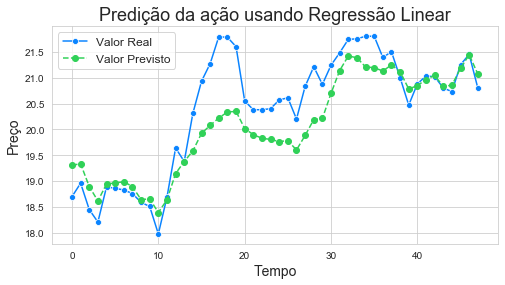 Predição da ação usando Regressão Linear
Valor Real
Valor Previsto
Preço
21.5
21.0
20.5
20.0
19.5
19.0
18.5
18.0
0 10 20 30 40
Tempo